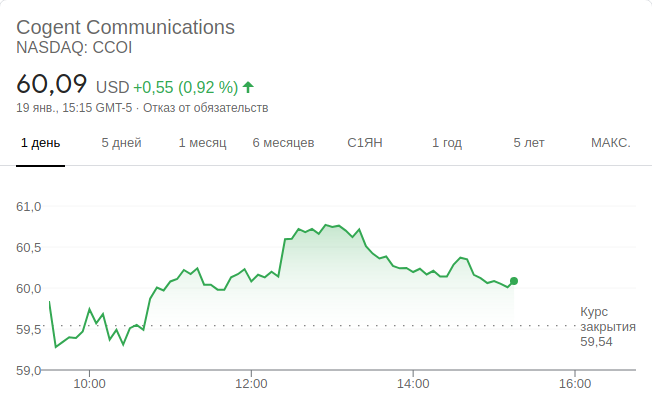 Cogent Communications
NASDAQ: CCOI
60,09 USD +0,55 (0,92 %)
19 янв., 15:15 GMT-5 · Отказ от обязательств
1 день 5 дней 1 месяц 6 месяцев С1ЯН 1 год 5 лет МАКС.
61,0
60,5
60,0
59,5
59,0
Курс
закрытия
59,54
10:00 12:00 14:00 16:00